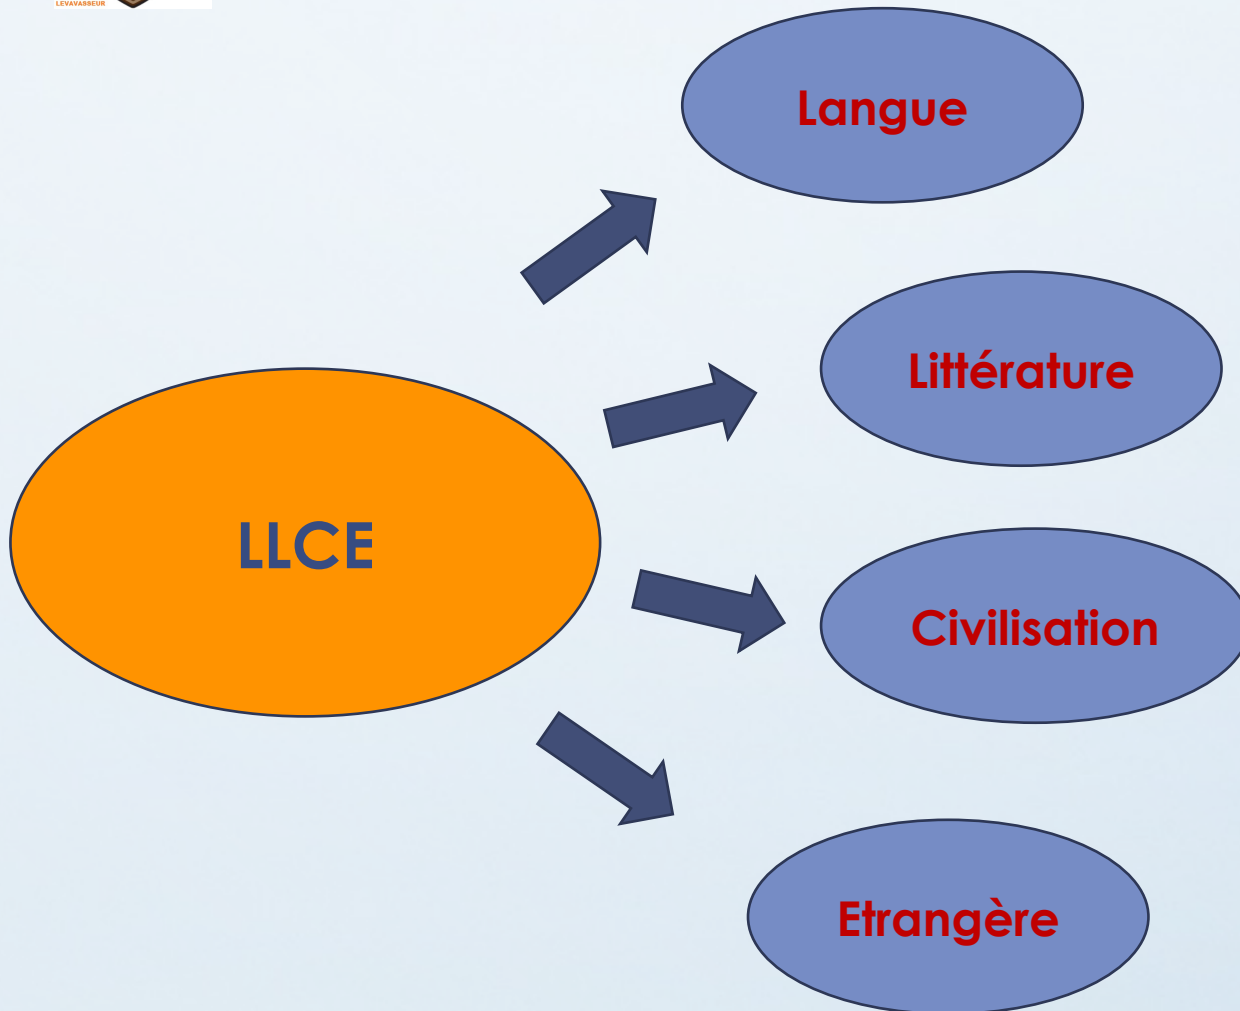 LEVAVASSEUR
Langue
Littérature
LLCE
Civilisation
Etrangère